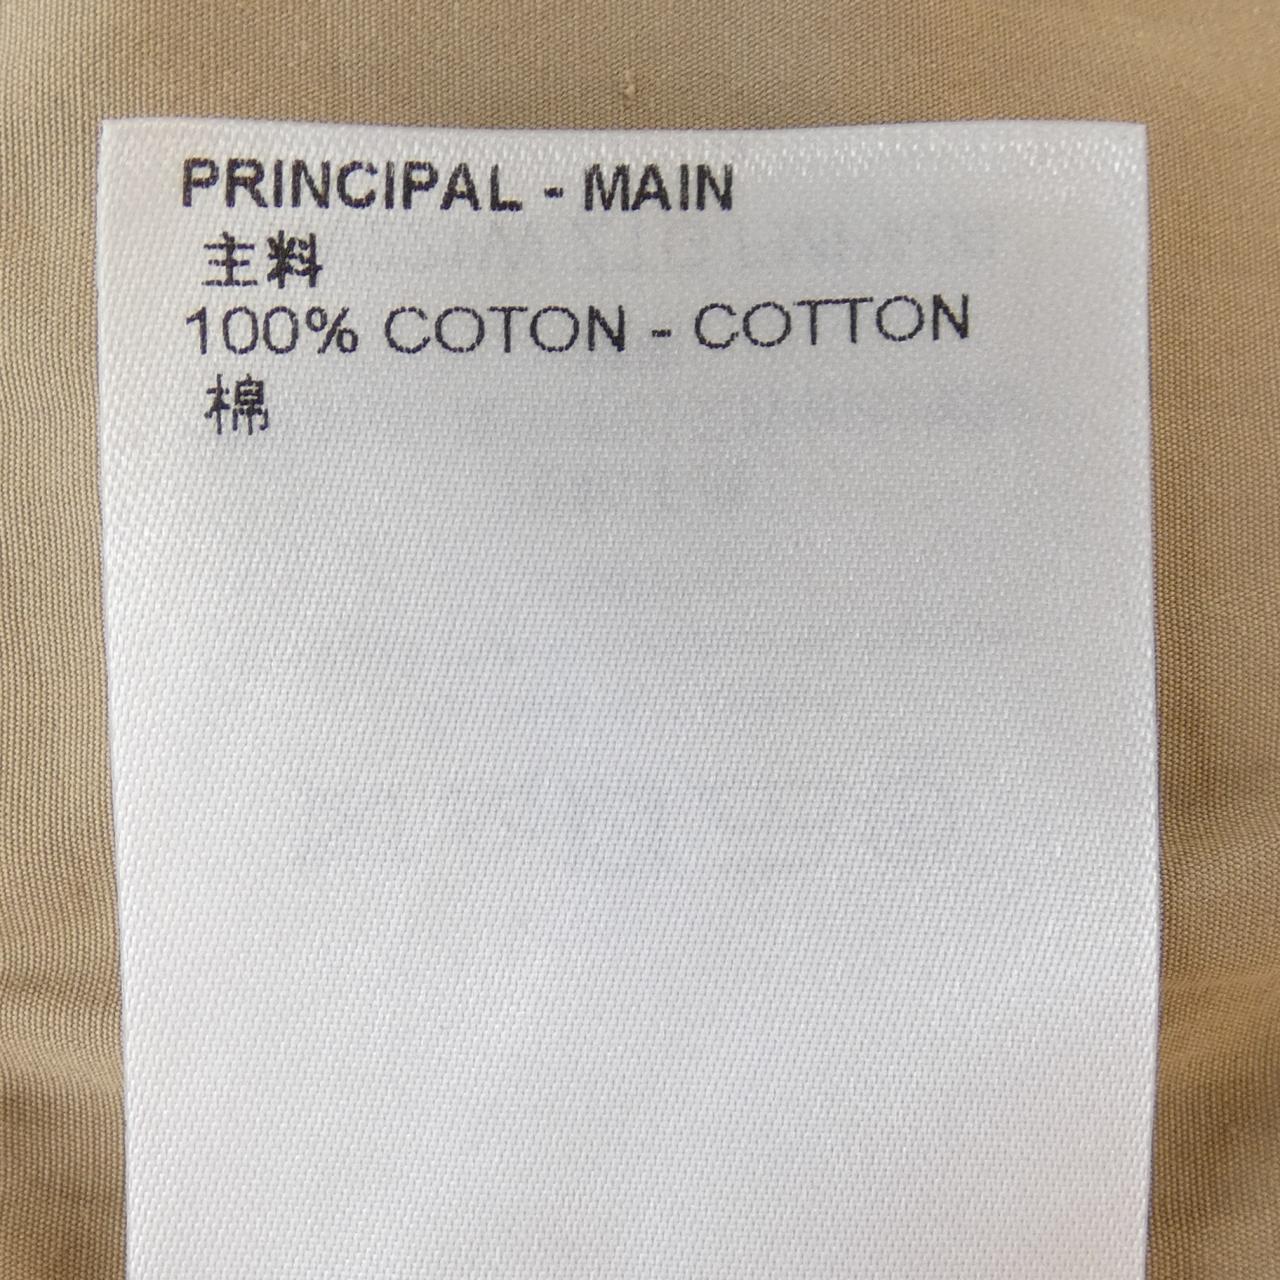 PRINCIPAL - MAIN
主料
100% COTON - COTTON
棉